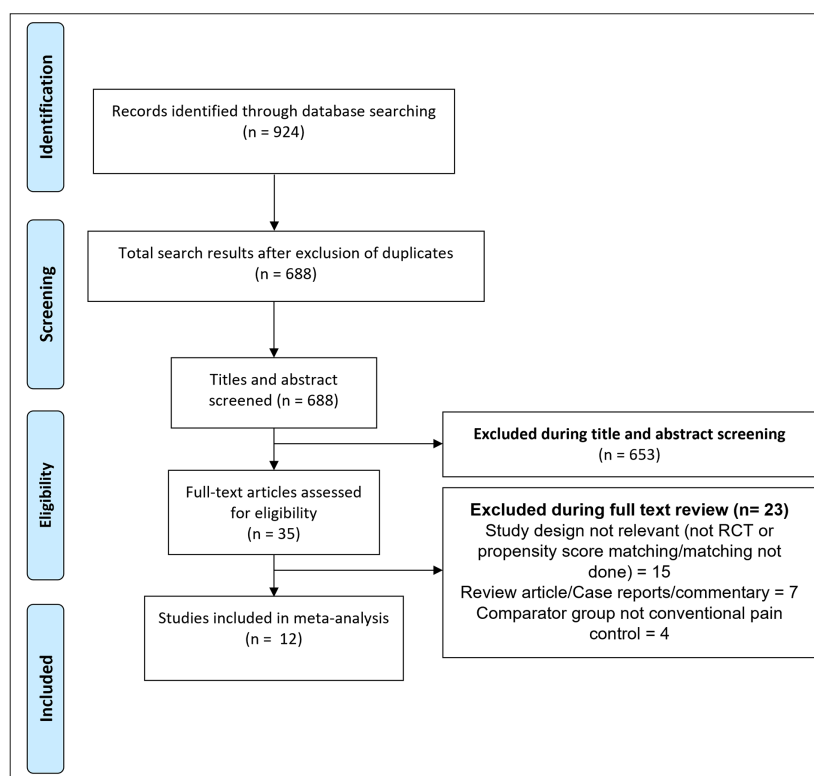 Identification
Records identified through database searching
(n = 924)
Screening
Total search results after exclusion of duplicates
(n = 688)
Titles and abstract
screened (n = 688)
Excluded during title and abstract screening
(n = 653)
Eligibility
Full-text articles assessed
for eligibility
(n = 35)
Excluded during full text review (n= 23)
Study design not relevant (not RCT or
propensity score matching/matching not
done) = 15
Review article/Case reports/commentary = 7
Comparator group not conventional pain
control = 4
Included
Studies included in meta-analysis
(n =  12)